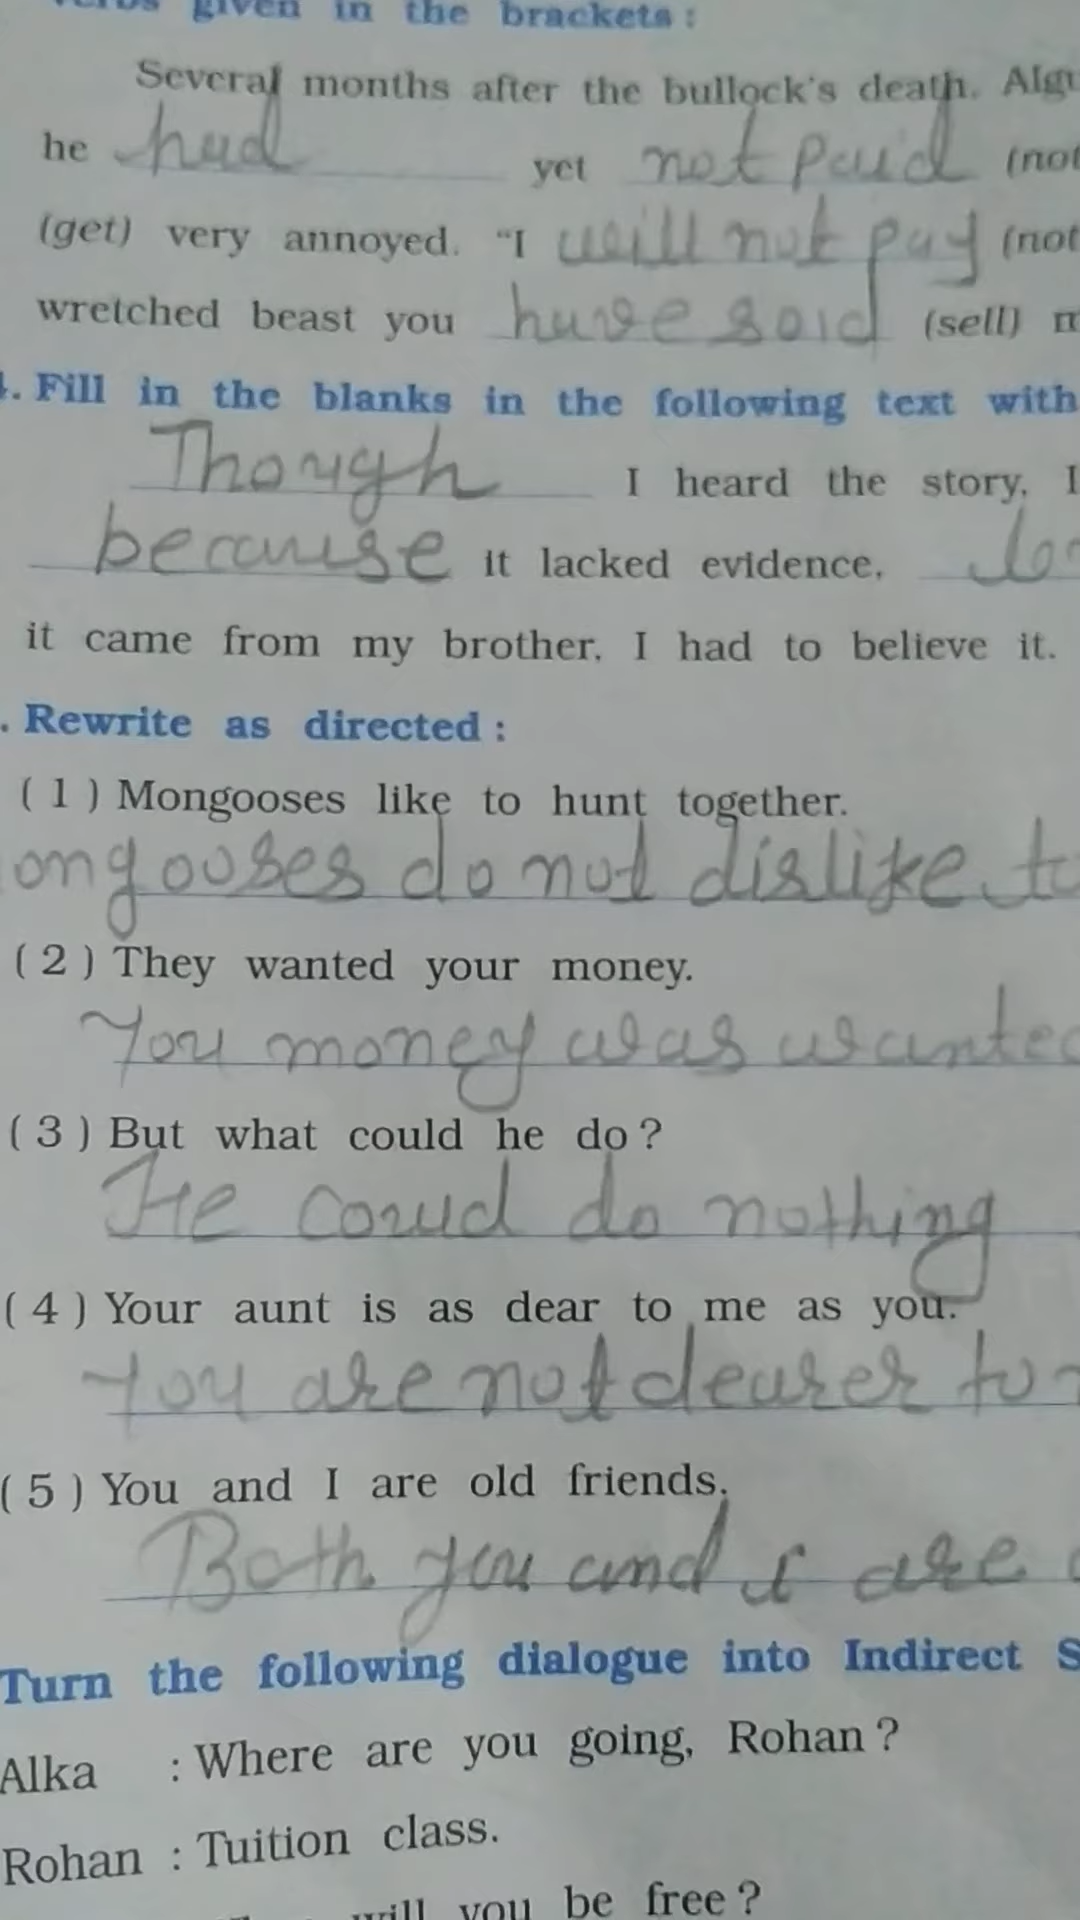 given in the brackets :
Several months after the bullock's death. Algu
he had yet not paid (not
(get) very annoyed. "I will not pay (not
wretched beast you have sold (sell) m
4. Fill in the blanks in the following text with
Though I heard the story, I
because it lacked evidence,
it came from my brother, I had to believe it.
. Rewrite as directed :
( 1 ) Mongooses like to hunt together.
ongooses do not dislike t
( 2 ) They wanted your money.
You money was wanted
( 3 ) But what could he do ?
He coud do nothing
( 4 ) Your aunt is as dear to me as you.
You are not dearer to
( 5 ) You and I are old friends.
Both you and I are
Turn the following dialogue into Indirect S
Alka : Where are you going, Rohan ?
Rohan : Tuition class.
will you be free ?